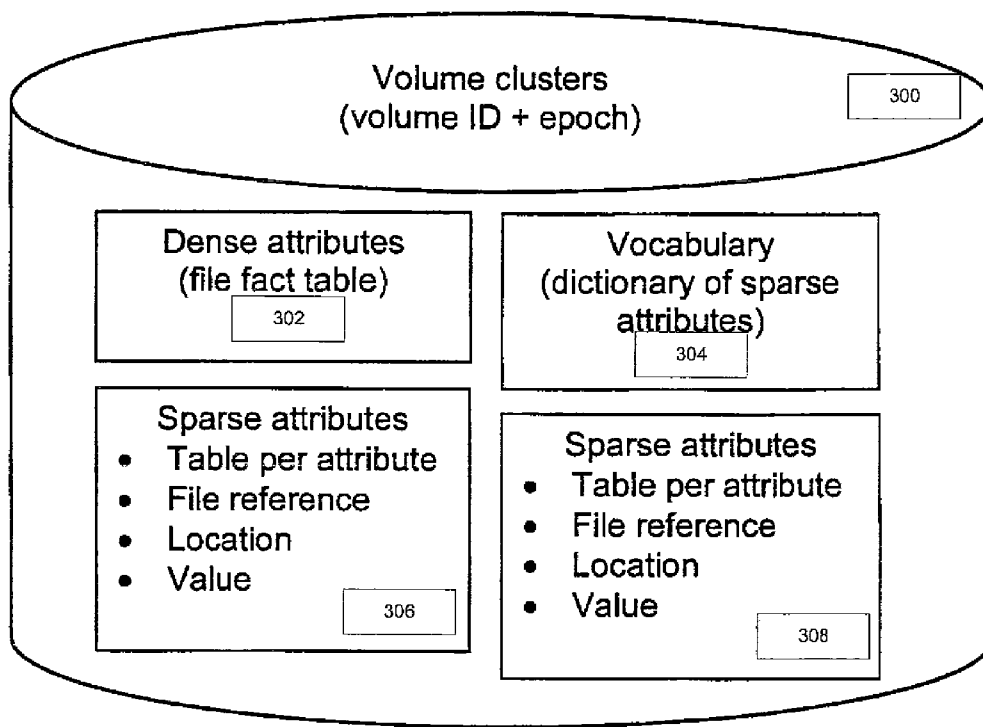 Volume clusters
(volume ID + epoch)
300
Dense attributes
(file fact table)
302
Vocabulary
(dictionary of sparse
attributes)
304
Sparse attributes
• Table per attribute
• File reference
• Location
• Value
306
Sparse attributes
• Table per attribute
• File reference
• Location
• Value
308